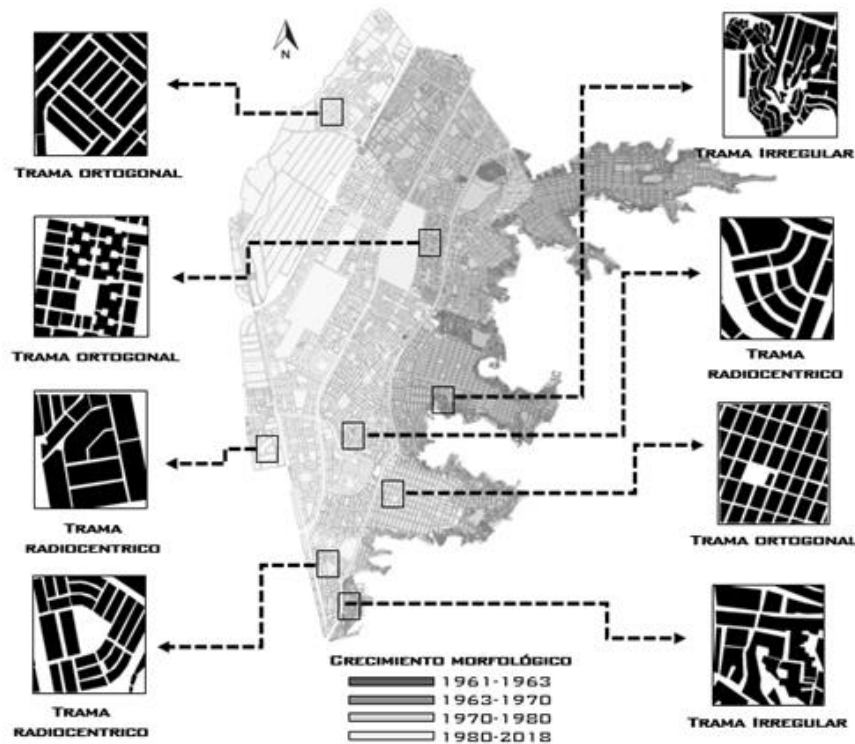 N
TRAMA ORTOGONAL
TRAMA ORTOGONAL
TRAMA
RADIOCENTRICO
TRAMA
RADIOCENTRICO
TRAMA IRREGULAR
TRAMA
RADIOCENTRICO
TRAMA ORTOGONAL
TRAMA IRREGULAR
CRECIMIENTO MORFOLÓGICO
1961-1963
1963-1970
1970-1980
1980-2018